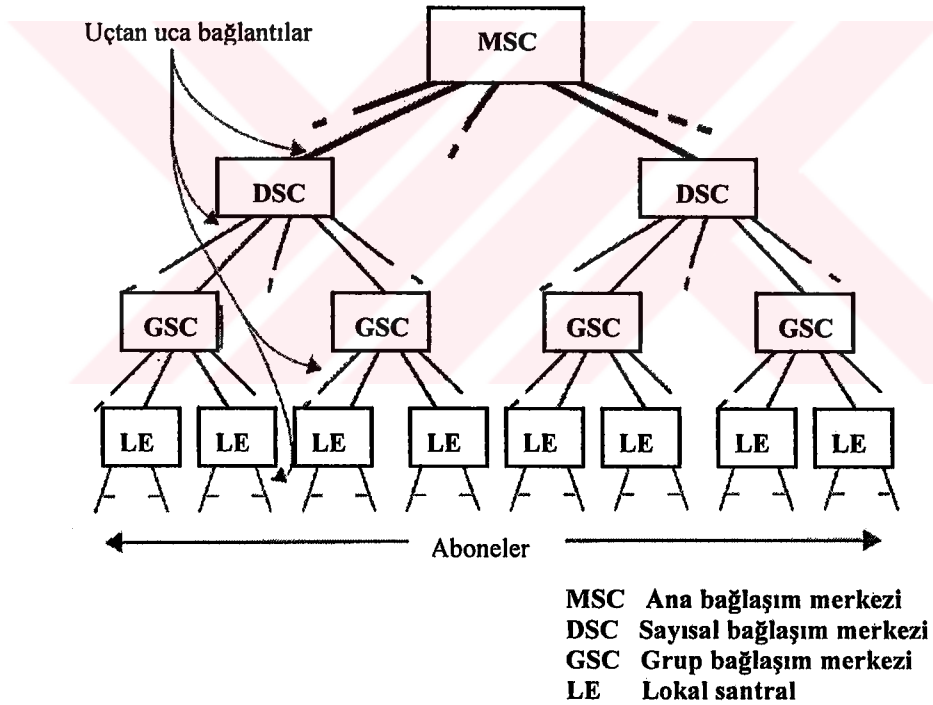 Uçtan uca bağlantılar
MSC
DSC DSC
GSC GSC GSC GSC
LE LE LE LE LE LE LE LE
Aboneler
MSC Ana bağlaşım merkezi
DSC Sayısal bağlaşım merkezi
GSC Grup bağlaşım merkezi
LE Lokal santral